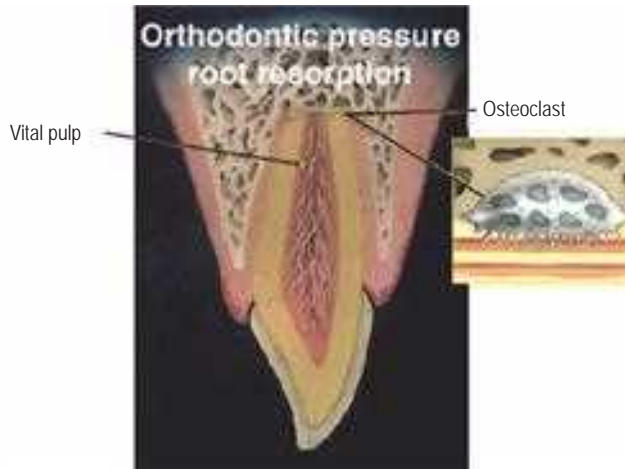 Orthodontic pressure
root resorption
Osteoclast
Vital pulp